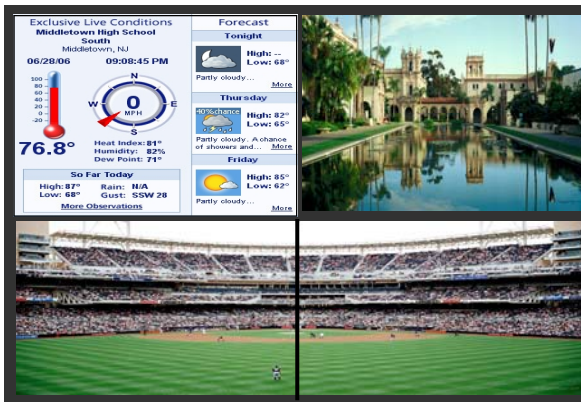 Exclusive Live Conditions
Middletown High School
South
Middletown, NJ
06/28/06 09:08:45 PM
100
80
60
40
20
0
-20
N
W
E
S
0
MPH
76.8°
Heat Index: 81°
Humidity: 82%
Dew Point: 71°
So Far Today
High: 87° Rain: N/A
Low: 68° Gust: SSW 28
More Observations
Forecast
Tonight
High: --
Low: 68°
Partly cloudy...
More
Thursday
40% chance
High: 82°
Low: 65°
Partly cloudy. A chance
of showers and... More
Friday
High: 85°
Low: 62°
Partly cloudy...
More